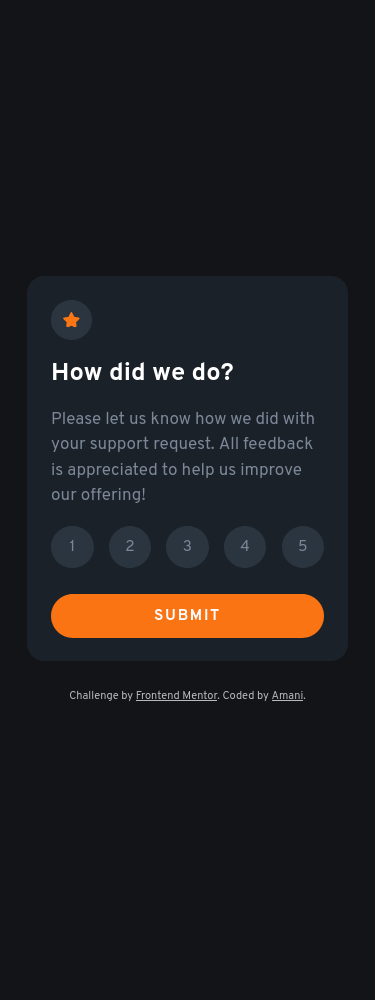 How did we do?
Please let us know how we did with
your support request. All feedback
is appreciated to help us improve
our offering!
1 2 3 4 5
SUBMIT
Challenge by Frontend Mentor. Coded by Amani.